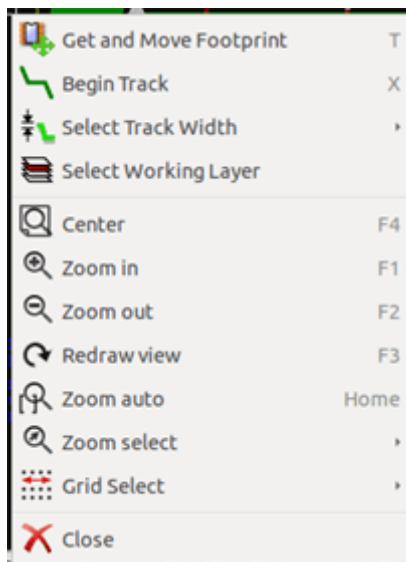 Get and Move Footprint T
Begin Track X
Select Track Width
Select Working Layer
Center F4
Zoom in F1
Zoom out F2
Redraw view F3
Zoom auto Home
Zoom select
Grid Select
Close